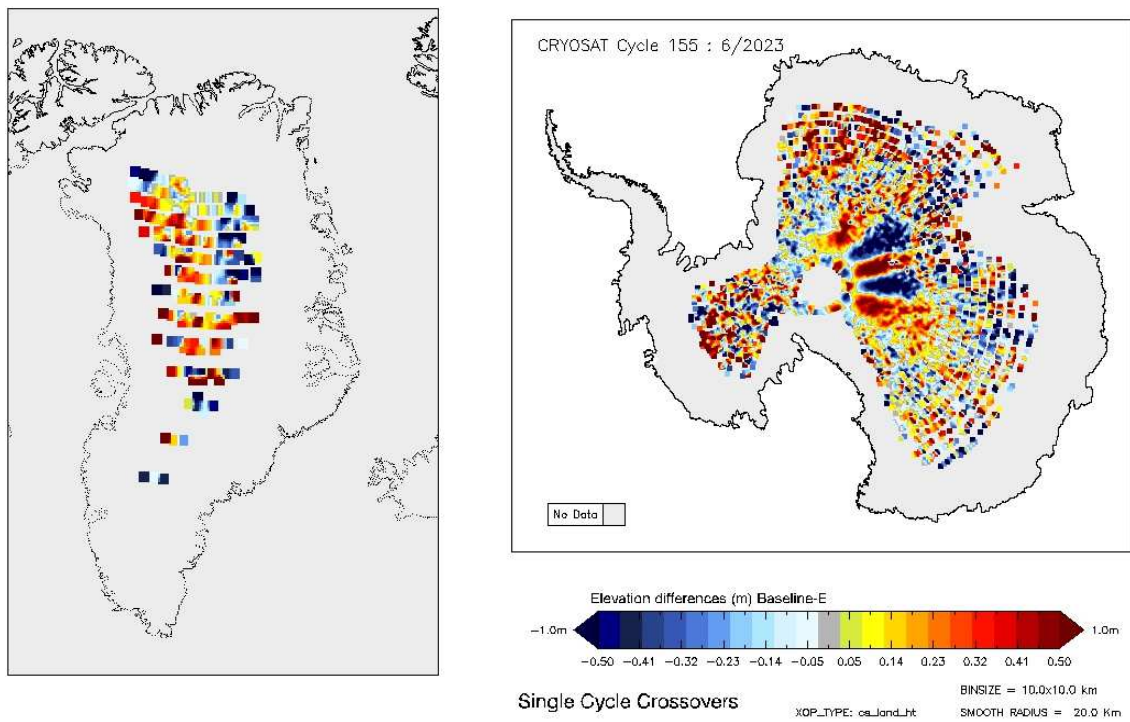 CRYOSAT Cycle 155 : 6/2023
No Data
Elevation differences (m) Baseline-E
-1.0m
1.0m
-0.50 -0.41 -0.32 -0.23 -0.14 -0.05 0.05 0.14 0.23 0.32 0.41 0.50
Single Cycle Crossovers
BINSIZE = 10.0x10.0 km
XOP_TYPE: cs_land_ht
SMOOTH RADIUS = 20.0 Km